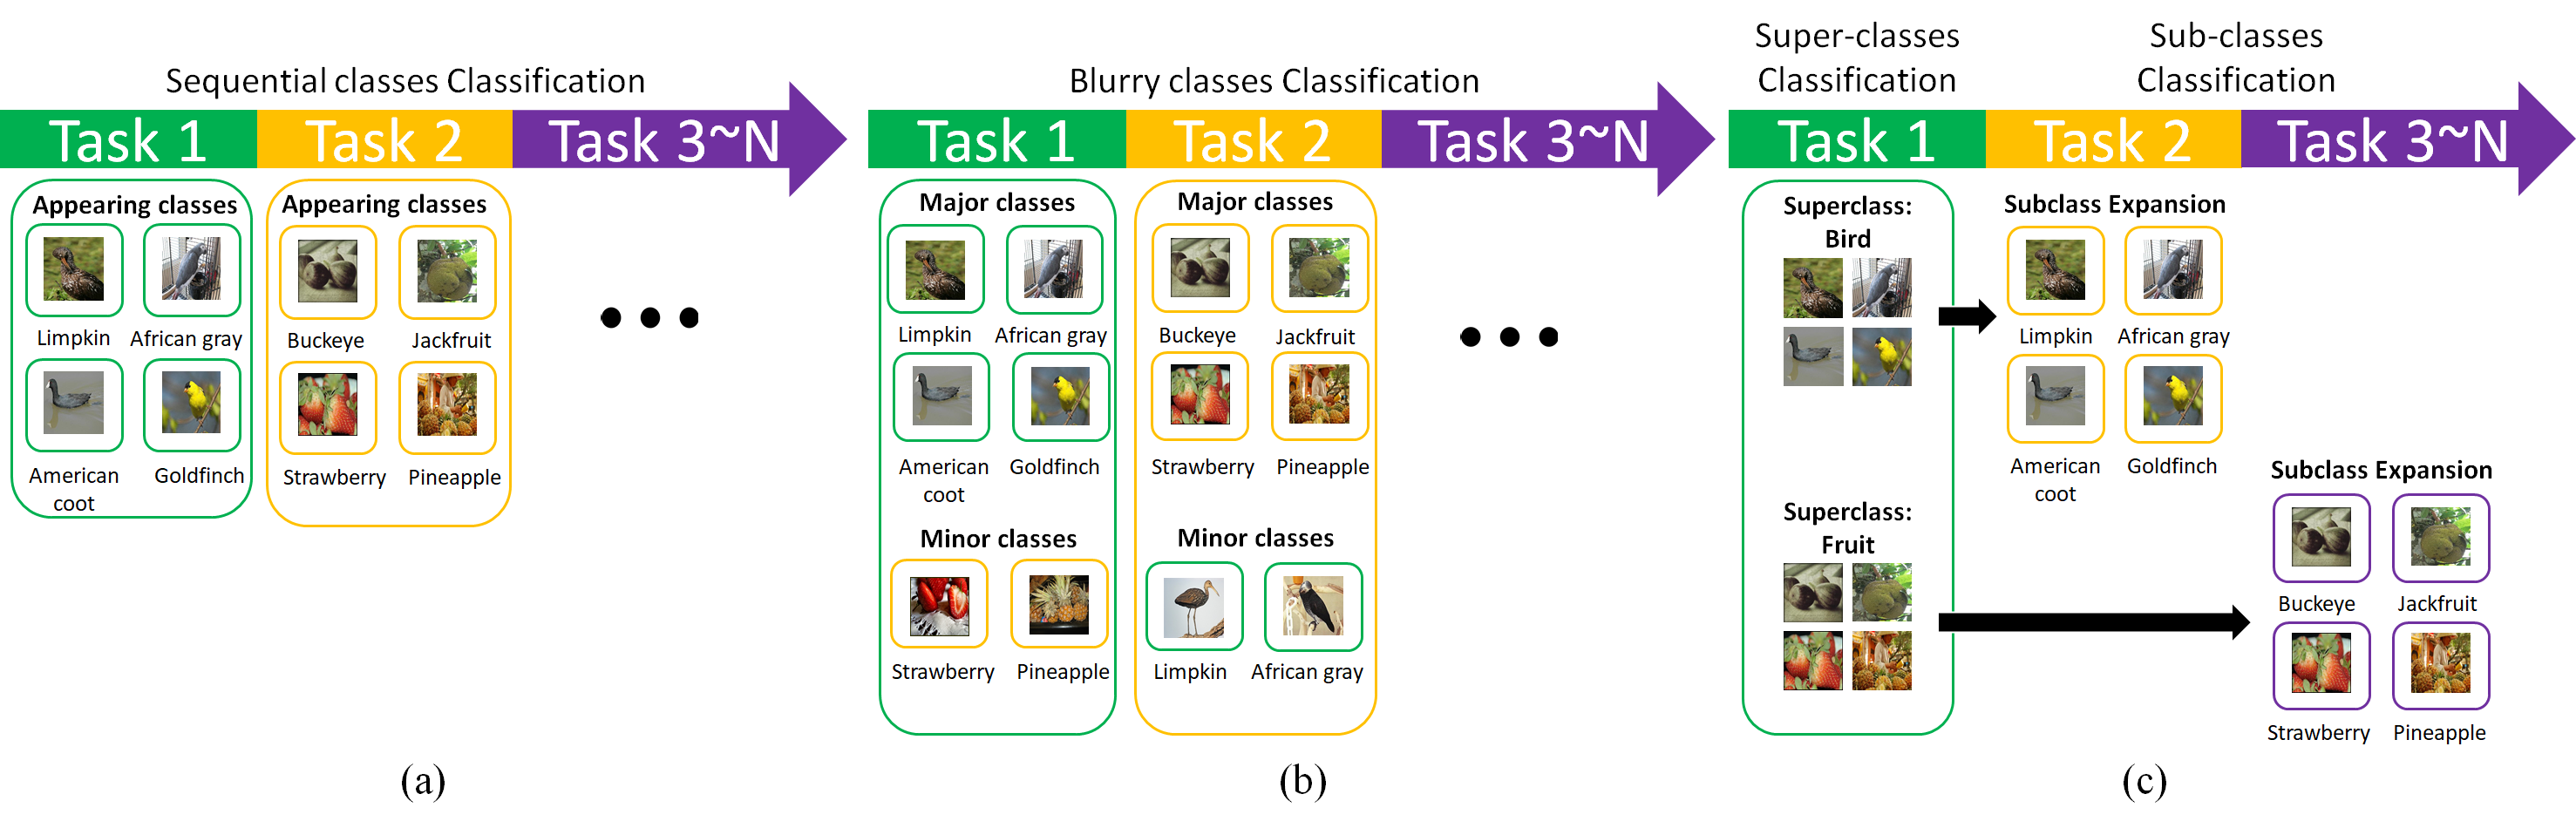 Sequential classes Classification
Task 1
Task 2
Task 3~N
Appearing classes
Limpkin
African gray
American
coot
Goldfinch
Appearing classes
Buckeye
Jackfruit
Strawberry
Pineapple
(a)
Blurry classes Classification
Task 1
Task 2
Task 3~N
Major classes
Limpkin
African gray
American
coot
Goldfinch
Minor classes
Strawberry
Pineapple
Major classes
Buckeye
Jackfruit
Strawberry
Pineapple
Minor classes
Limpkin
African gray
(b)
Super-classes
Classification
Sub-classes
Classification
Task 1
Task 2
Task 3~N
Superclass:
Bird
Superclass:
Fruit
Subclass Expansion
Limpkin
African gray
American
coot
Goldfinch
Subclass Expansion
Buckeye
Jackfruit
Strawberry
Pineapple
(c)